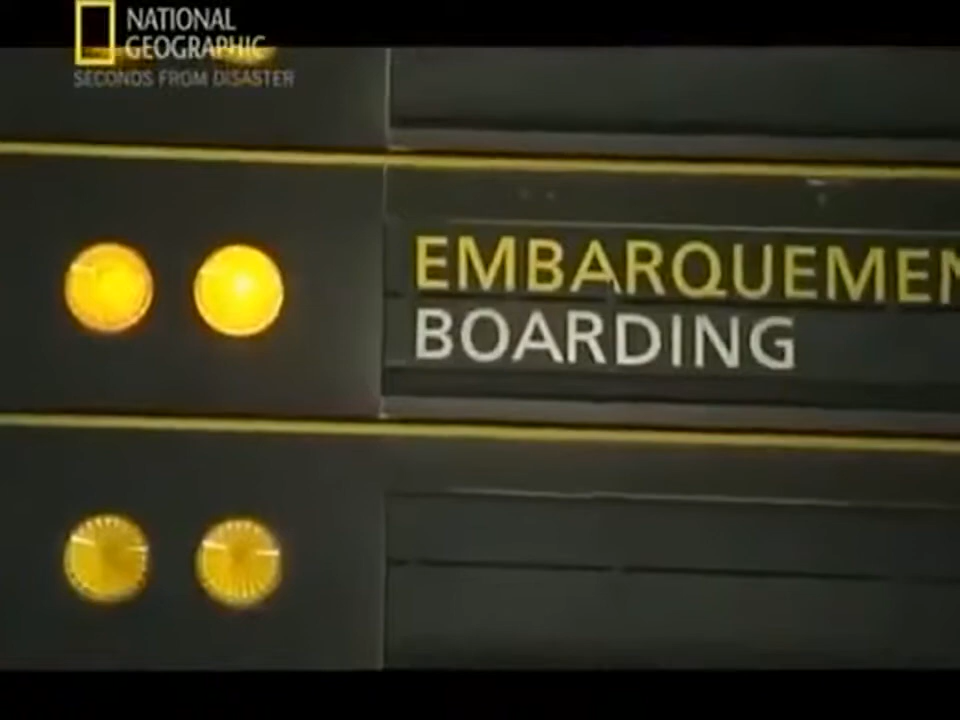 NATIONAL
GEOGRAPHIC
SECONDS FROM DISASTER
EMBARQUEMEN
BOARDING